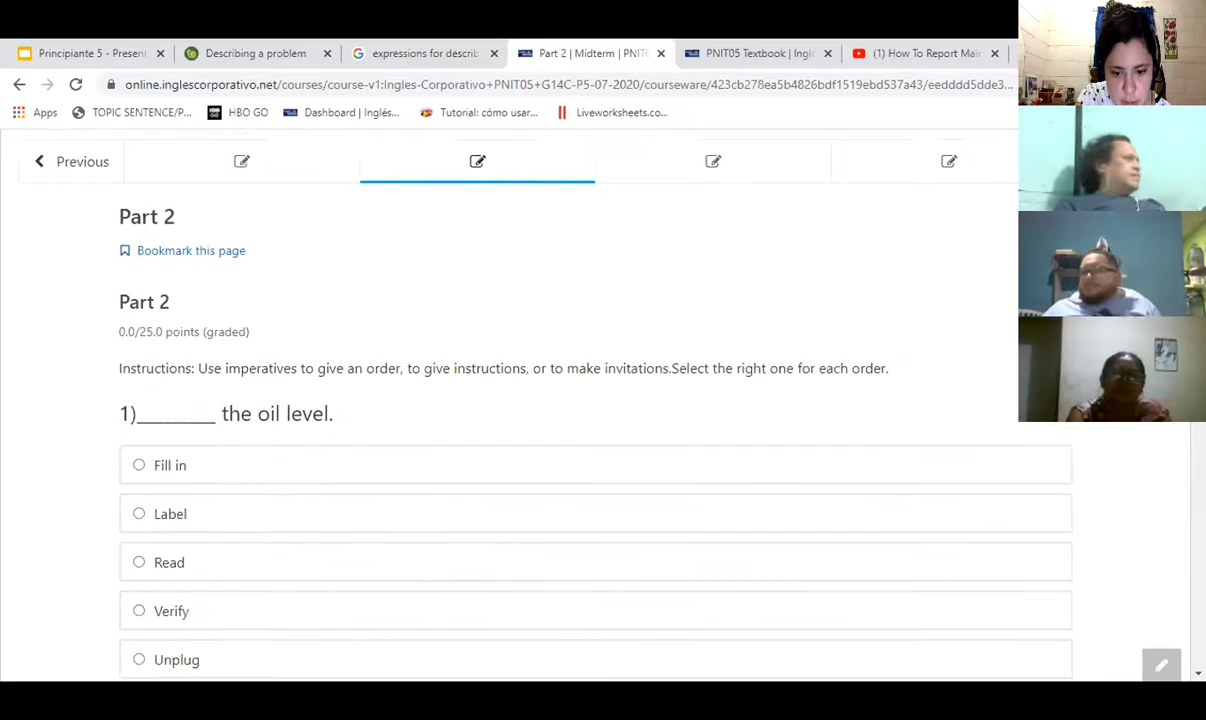 Principiante 5 - Present
Describing a problem
expressions for describ
Part 2 | Midterm | PNIT
PNIT05 Textbook | Inglé
(1) How To Report Main
online.inglescorporativo.net/courses/course-v1:Ingles-Corporativo+PNIT05+G14C-P5-07-2020/courseware/423cb278ea5b4826bdf1519ebd537a43/eedddd5dde3...
Apps
TOPIC SENTENCE/P...
HBO GO
Dashboard | Inglés...
Tutorial: cómo usar...
Liveworksheets.co...
Previous
Part 2
Bookmark this page
Part 2
0.0/25.0 points (graded)
Instructions: Use imperatives to give an order, to give instructions, or to make invitations.Select the right one for each order.
1)_________ the oil level.
Fill in
Label
Read
Verify
Unplug